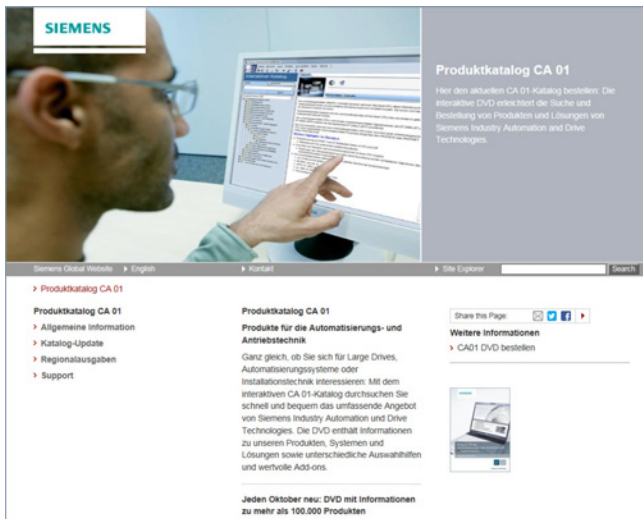 SIEMENS
Produktkatalog CA 01
Hier den aktuellen CA 01-Katalog bestellen: Die
interaktive DVD erleichtert die Suche und
Bestellung von Produkten und Lösungen von
Siemens Industry Automation and Drive
Technologies.
Siemens Global Website
English
Kontakt
Site Explorer
Search
Produktkatalog CA 01
Produktkatalog CA 01
Allgemeine Information
Katalog-Update
Regionalausgaben
Support
Produktkatalog CA 01
Produkte für die Automatisierungs- und
Antriebstechnik
Ganz gleich, ob Sie sich für Large Drives,
Automatisierungssysteme oder
Installationstechnik interessieren: Mit dem
interaktiven CA 01-Katalog durchsuchen Sie
schnell und bequem das umfassende Angebot
von Siemens Industry Automation und Drive
Technologies. Die DVD enthält Informationen
zu unseren Produkten, Systemen und
Lösungen sowie unterschiedliche Auswahlhilfen
und wertvolle Add-ons.
Jeden Oktober neu: DVD mit Informationen
zu mehr als 100.000 Produkten
Share this Page:
Weitere Informationen
CA01 DVD bestellen
SIEMENS